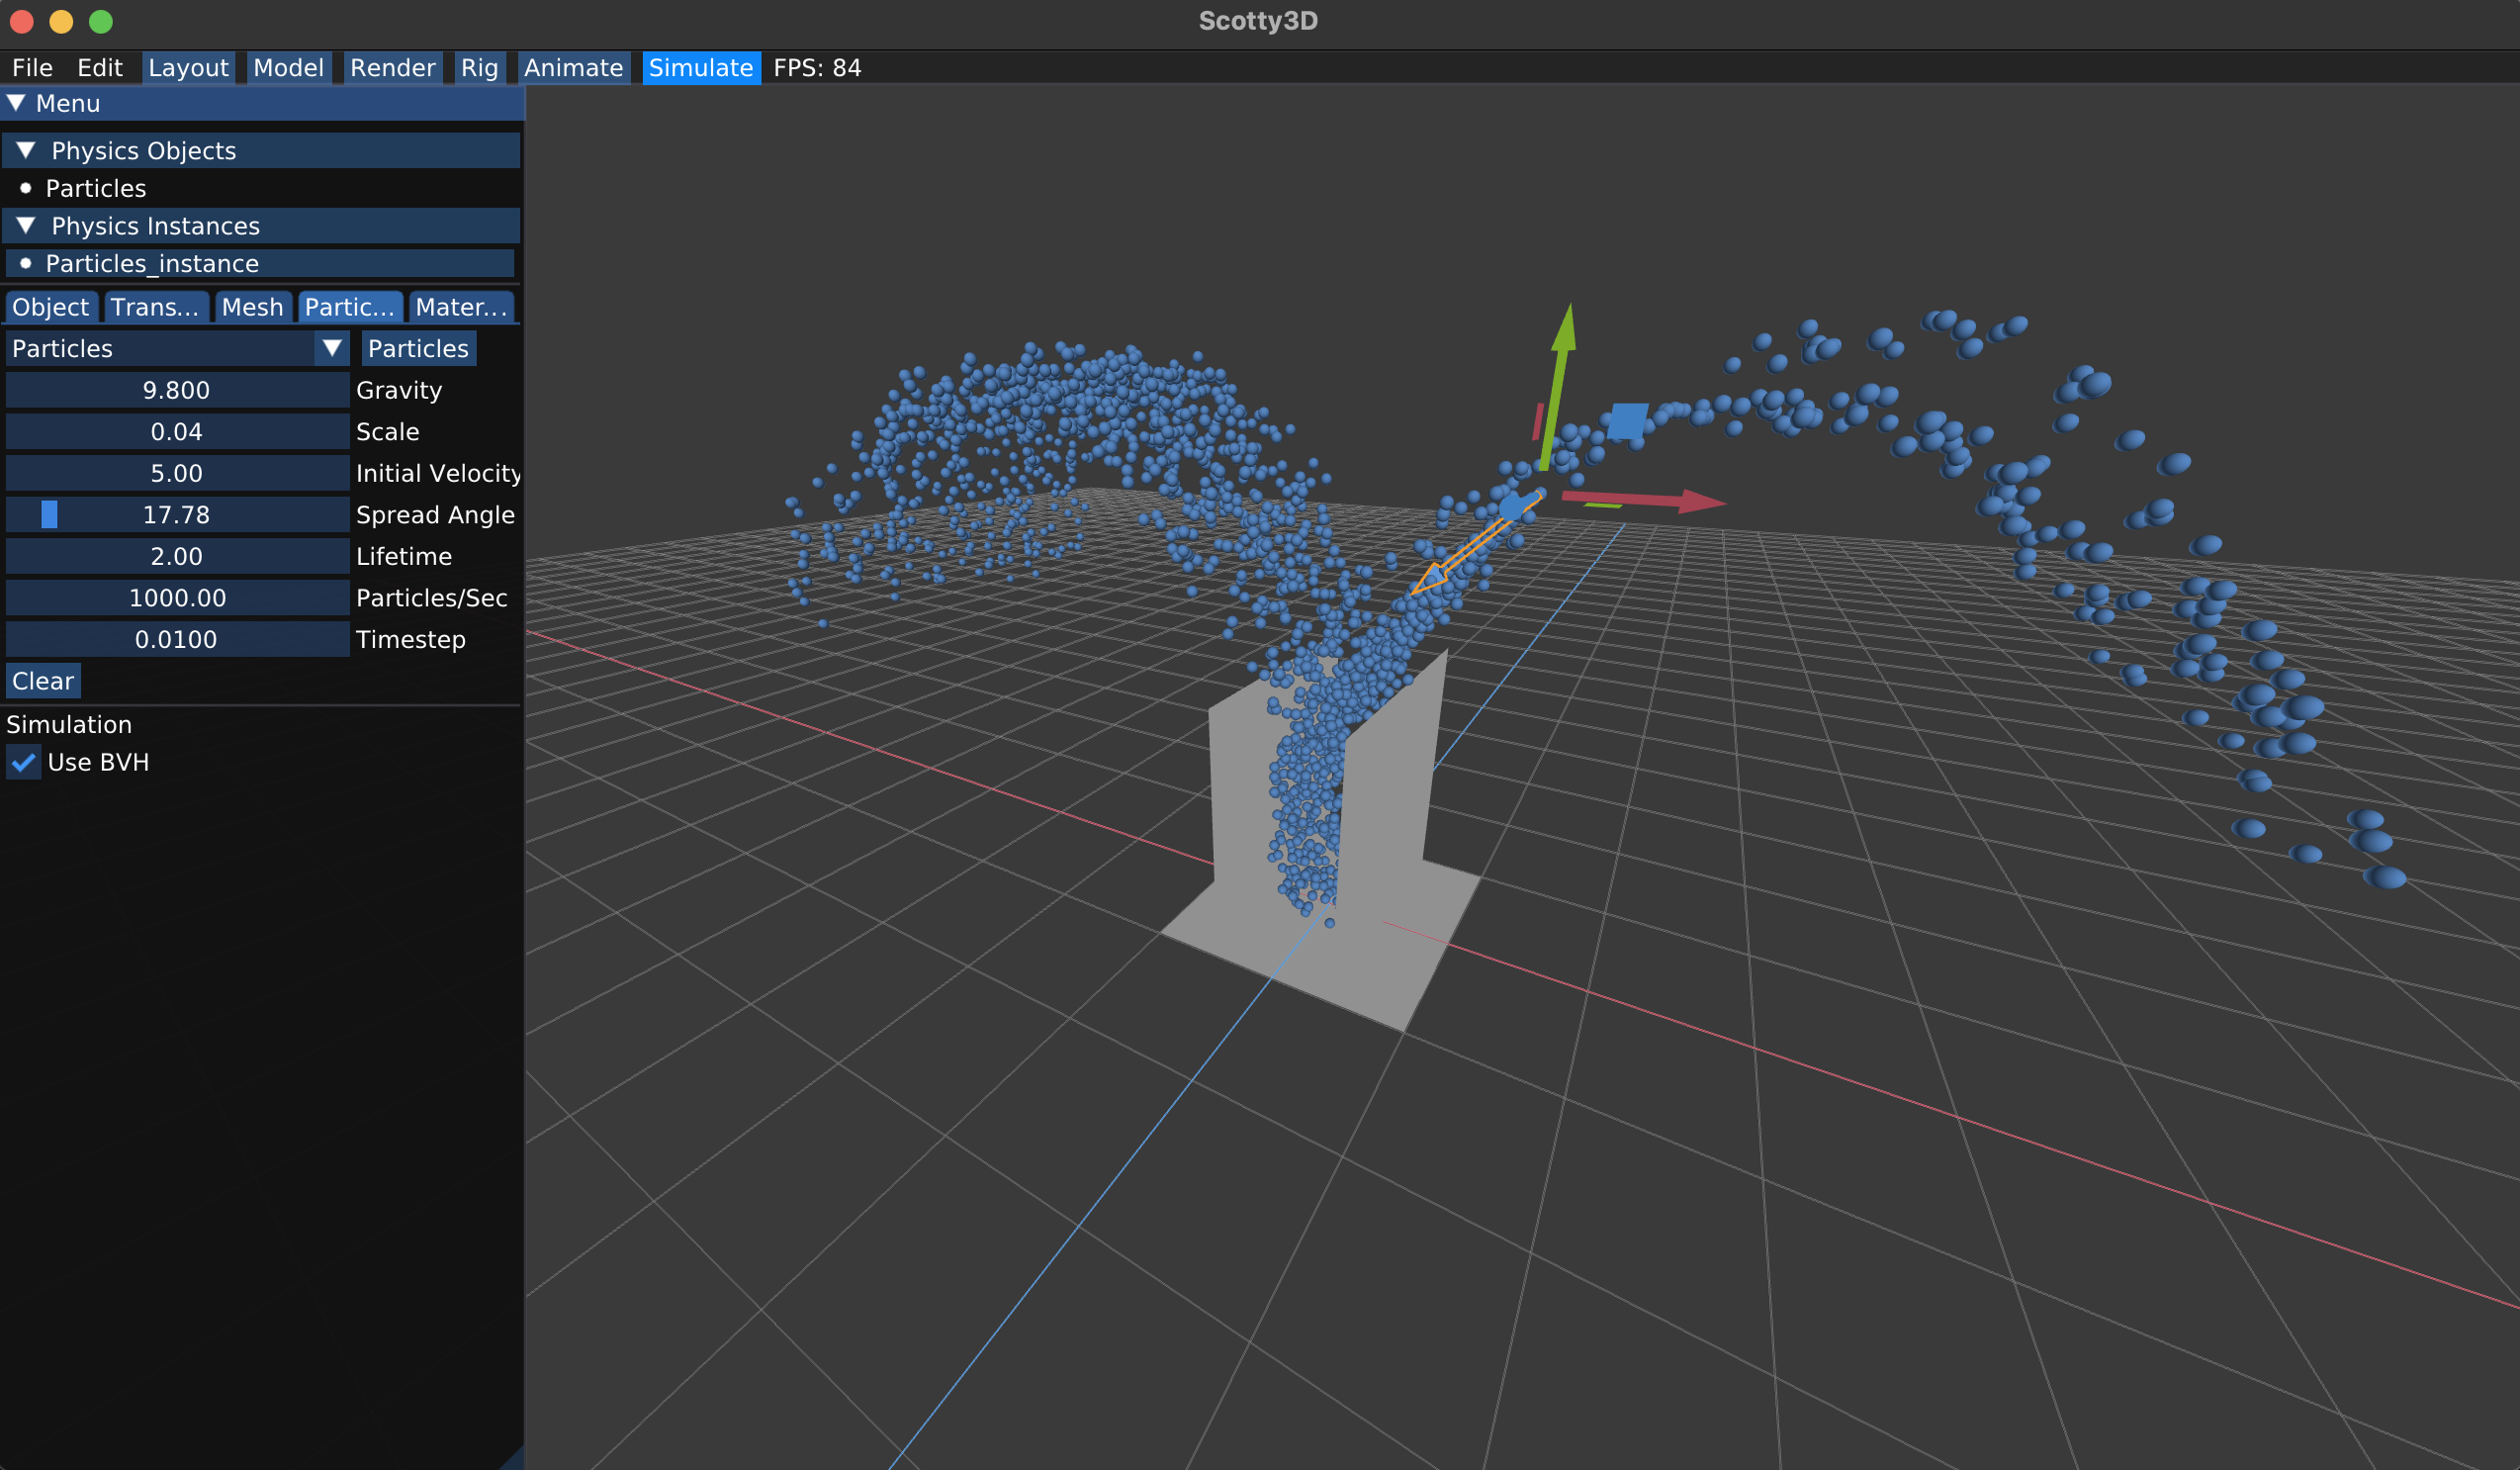 Scotty3D
File Edit Layout Model Render Rig Animate Simulate FPS: 84
Menu
Physics Objects
Particles
Physics Instances
Particles_instance
Object Trans... Mesh Partic... Mater...
Particles Particles
9.800 Gravity
0.04 Scale
5.00 Initial Velocity
17.78 Spread Angle
2.00 Lifetime
1000.00 Particles/Sec
0.0100 Timestep
Clear
Simulation
Use BVH